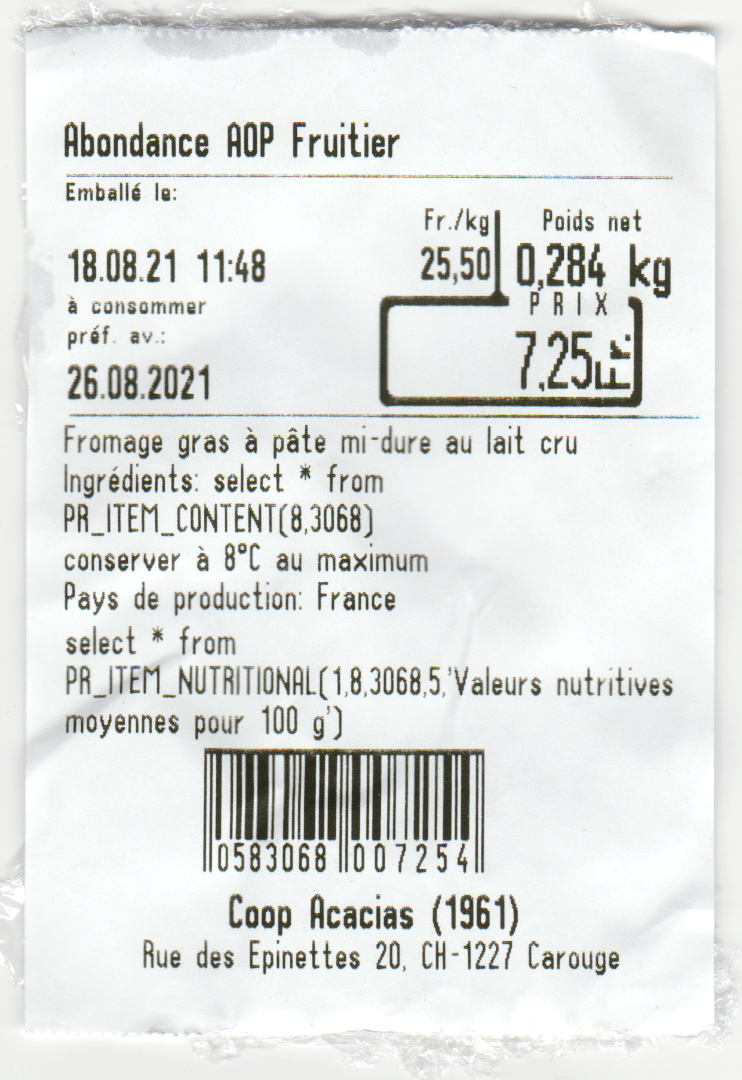 Abondance AOP Fruitier
Emballé le:
Fr./kg Poids net
18.08.21 11:48 25,50 0,284 kg
à consommer
préf. av.:
PRIX
26.08.2021 7.25Fr.
Fromage gras à pâte mi-dure au lait cru
Ingrédients: select * from
PR_ITEM_CONTENT(8,3068)
conserver à 8°C au maximum
Pays de production: France
select * from
PR_ITEM_NUTRITIONAL(1,8,3068,5,'Valeurs nutritives
moyennes pour 100 g')
0583068 007254
Coop Acacias (1961)
Rue des Epinettes 20, CH-1227 Carouge